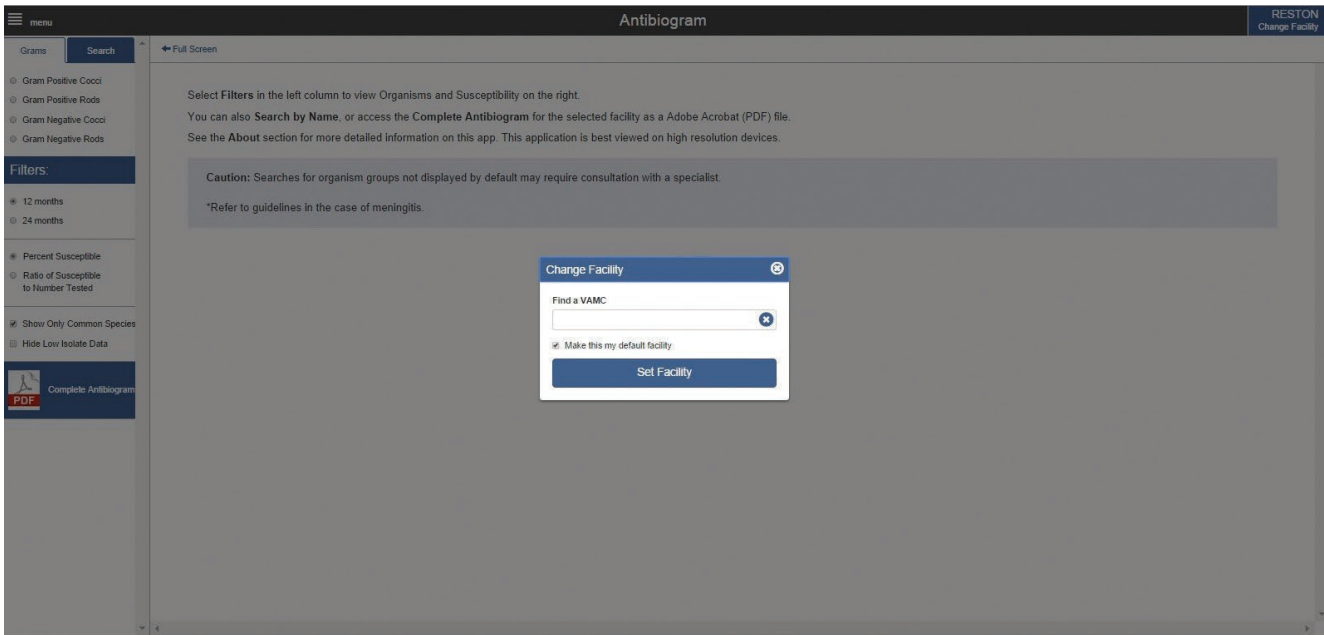 menu
Antibiogram
RESTON
Change Facility
Grams
Search
Full Screen
Gram Positive Cocci
Gram Positive Rods
Gram Negative Cocci
Gram Negative Rods
Filters:
12 months
24 months
Percent Susceptible
Ratio of Susceptible
to Number Tested
Show Only Common Species
Hide Low Isolate Data
PDF
Complete Antibiogram
Select Filters in the left column to view Organisms and Susceptibility on the right.
You can also Search by Name, or access the Complete Antibiogram for the selected facility as a Adobe Acrobat (PDF) file.
See the About section for more detailed information on this app. This application is best viewed on high resolution devices.
Caution: Searches for organism groups not displayed by default may require consultation with a specialist.
*Refer to guidelines in the case of meningitis.
Change Facility
Find a VAMC
Make this my default facility
Set Facility